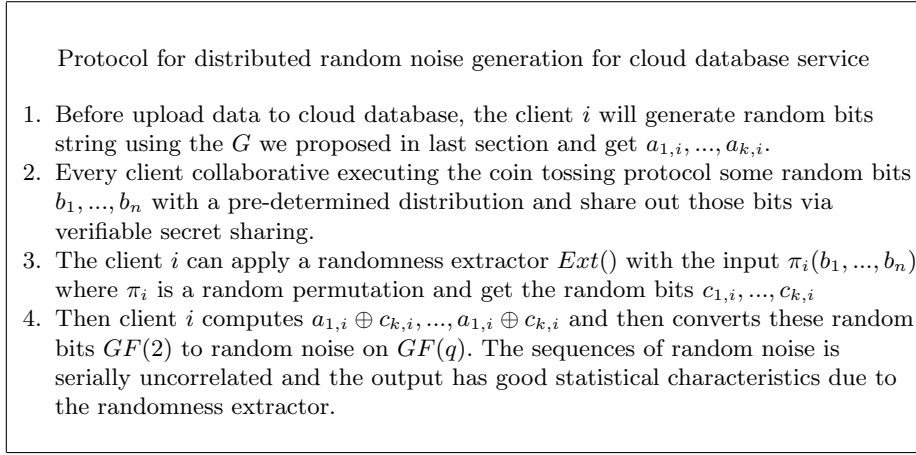 Protocol for distributed random noise generation for cloud database service
1. Before upload data to cloud database, the client i will generate random bits
string using the G we proposed in last section and get a_{1,i}, ..., a_{k,i}.
2. Every client collaborative executing the coin tossing protocol some random bits
b_1, ..., b_n with a pre-determined distribution and share out those bits via
verifiable secret sharing.
3. The client i can apply a randomness extractor Ext() with the input π_i(b_1, ..., b_n)
where π_i is a random permutation and get the random bits c_{1,i}, ..., c_{k,i}
4. Then client i computes a_{1,i} ⊕ c_{k,i}, ..., a_{1,i} ⊕ c_{k,i} and then converts these random
bits GF(2) to random noise on GF(q). The sequences of random noise is
serially uncorrelated and the output has good statistical characteristics due to
the randomness extractor.